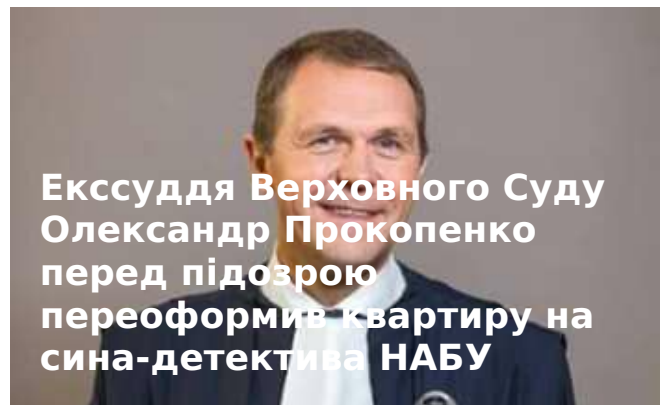 Екссуддя Верховного Суду
Олександр Прокопенко
перед підозрою
переоформив квартиру на
сина-детектива НАБУ